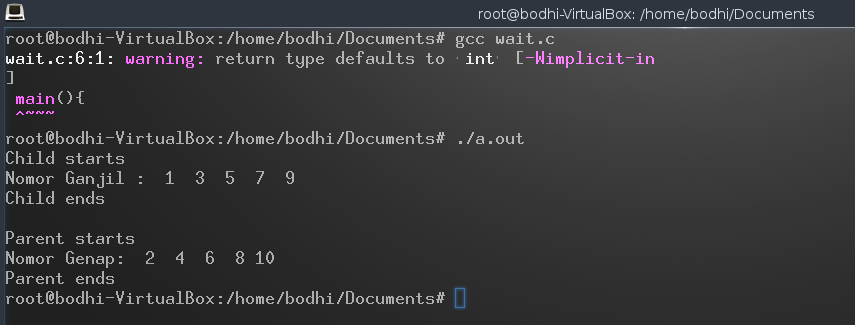 root@bodhi-VirtualBox: /home/bodhi/Documents
root@bodhi-VirtualBox:/home/bodhi/Documents# gcc wait.c
wait.c:6:1: warning: return type defaults to 'int' [-Wimplicit-in
]
main(){
^~~~
root@bodhi-VirtualBox:/home/bodhi/Documents# ./a.out
Child starts
Nomor Ganjil :  1  3  5  7  9
Child ends
Parent starts
Nomor Genap:  2  4  6  8 10
Parent ends
root@bodhi-VirtualBox:/home/bodhi/Documents#